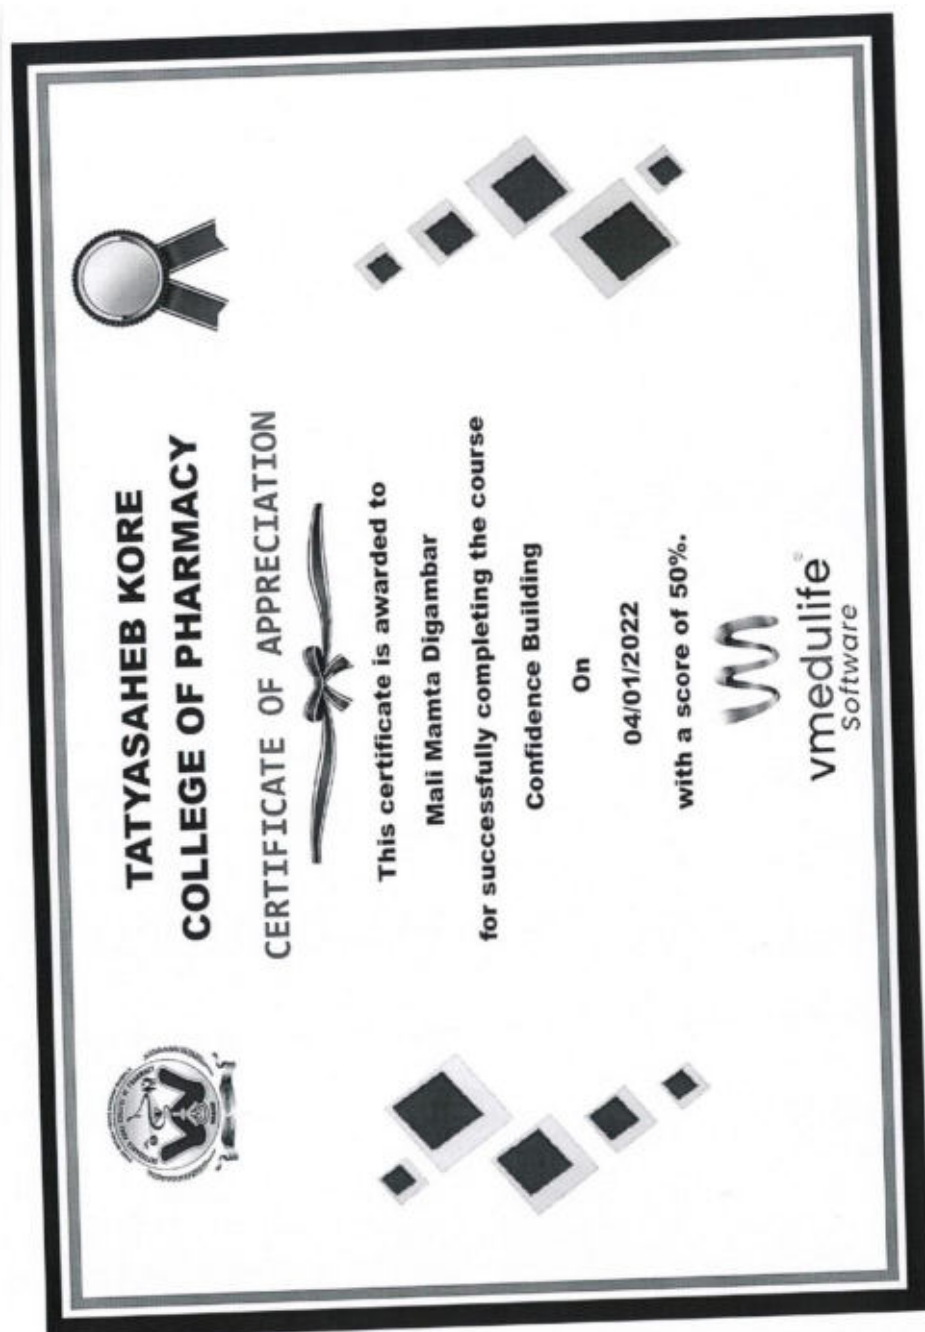 TATYASAHEB KORE
COLLEGE OF PHARMACY
CERTIFICATE OF APPRECIATION
This certificate is awarded to
Mali Mamta Digambar
for successfully completing the course
Confidence Building
On
04/01/2022
with a score of 50%.
vmedulife
Software